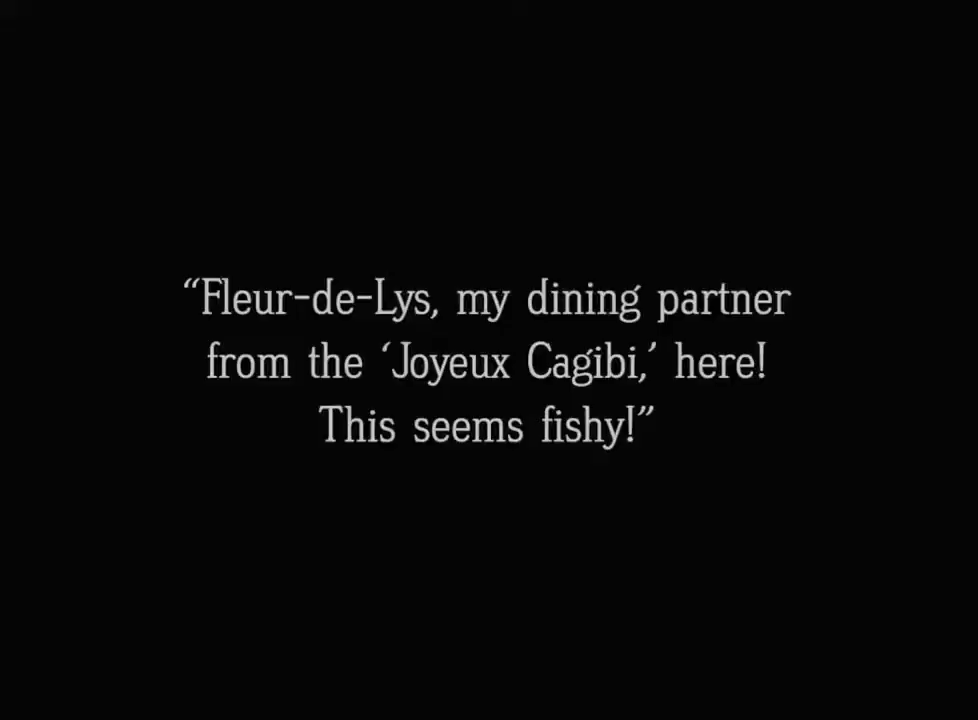 “Fleur-de-Lys, my dining partner
from the ‘Joyeux Cagibi,’ here!
This seems fishy!”